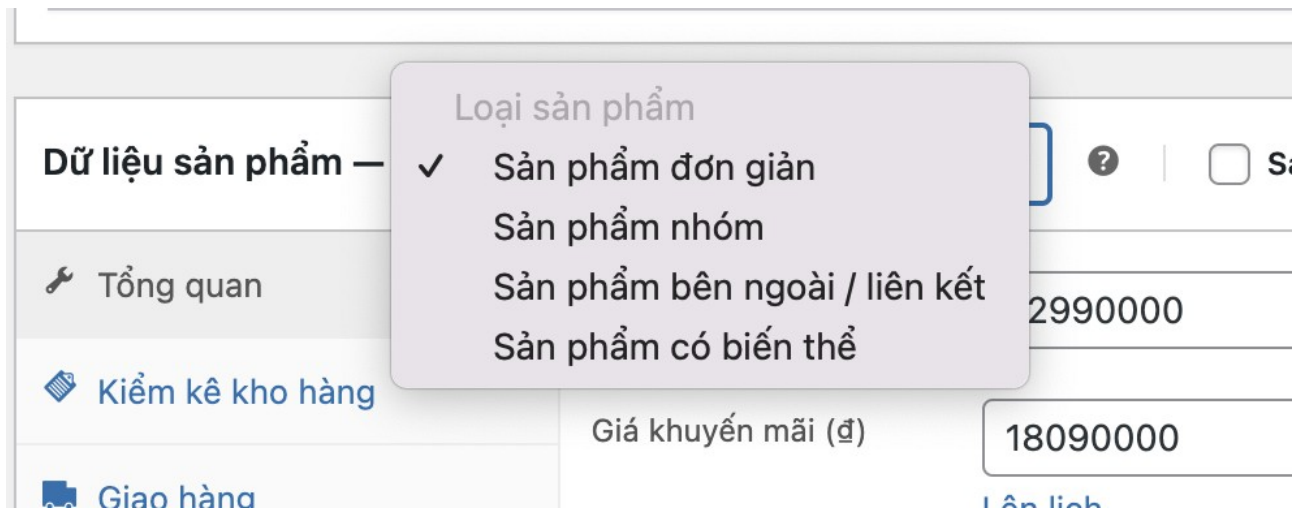 Loại sản phẩm
Dữ liệu sản phẩm —
✓ Sản phẩm đơn giản
Sản phẩm nhóm
Sản phẩm bên ngoài / liên kết
Sản phẩm có biến thể
Tổng quan
2990000
Kiểm kê kho hàng
Giá khuyến mãi (₫)
18090000
Giao hàng
Lên lịch